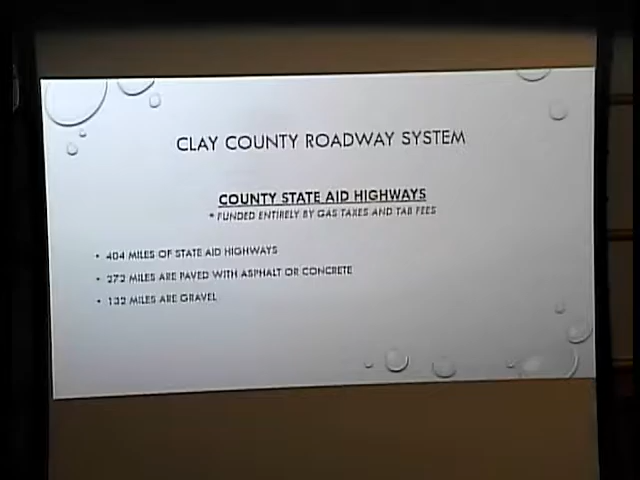 CLAY COUNTY ROADWAY SYSTEM
COUNTY STATE AID HIGHWAYS
* FUNDED ENTIRELY BY GAS TAXES AND TAB FEES
• 404 MILES OF STATE AID HIGHWAYS
• 272 MILES ARE PAVED WITH ASPHALT OR CONCRETE
• 132 MILES ARE GRAVEL